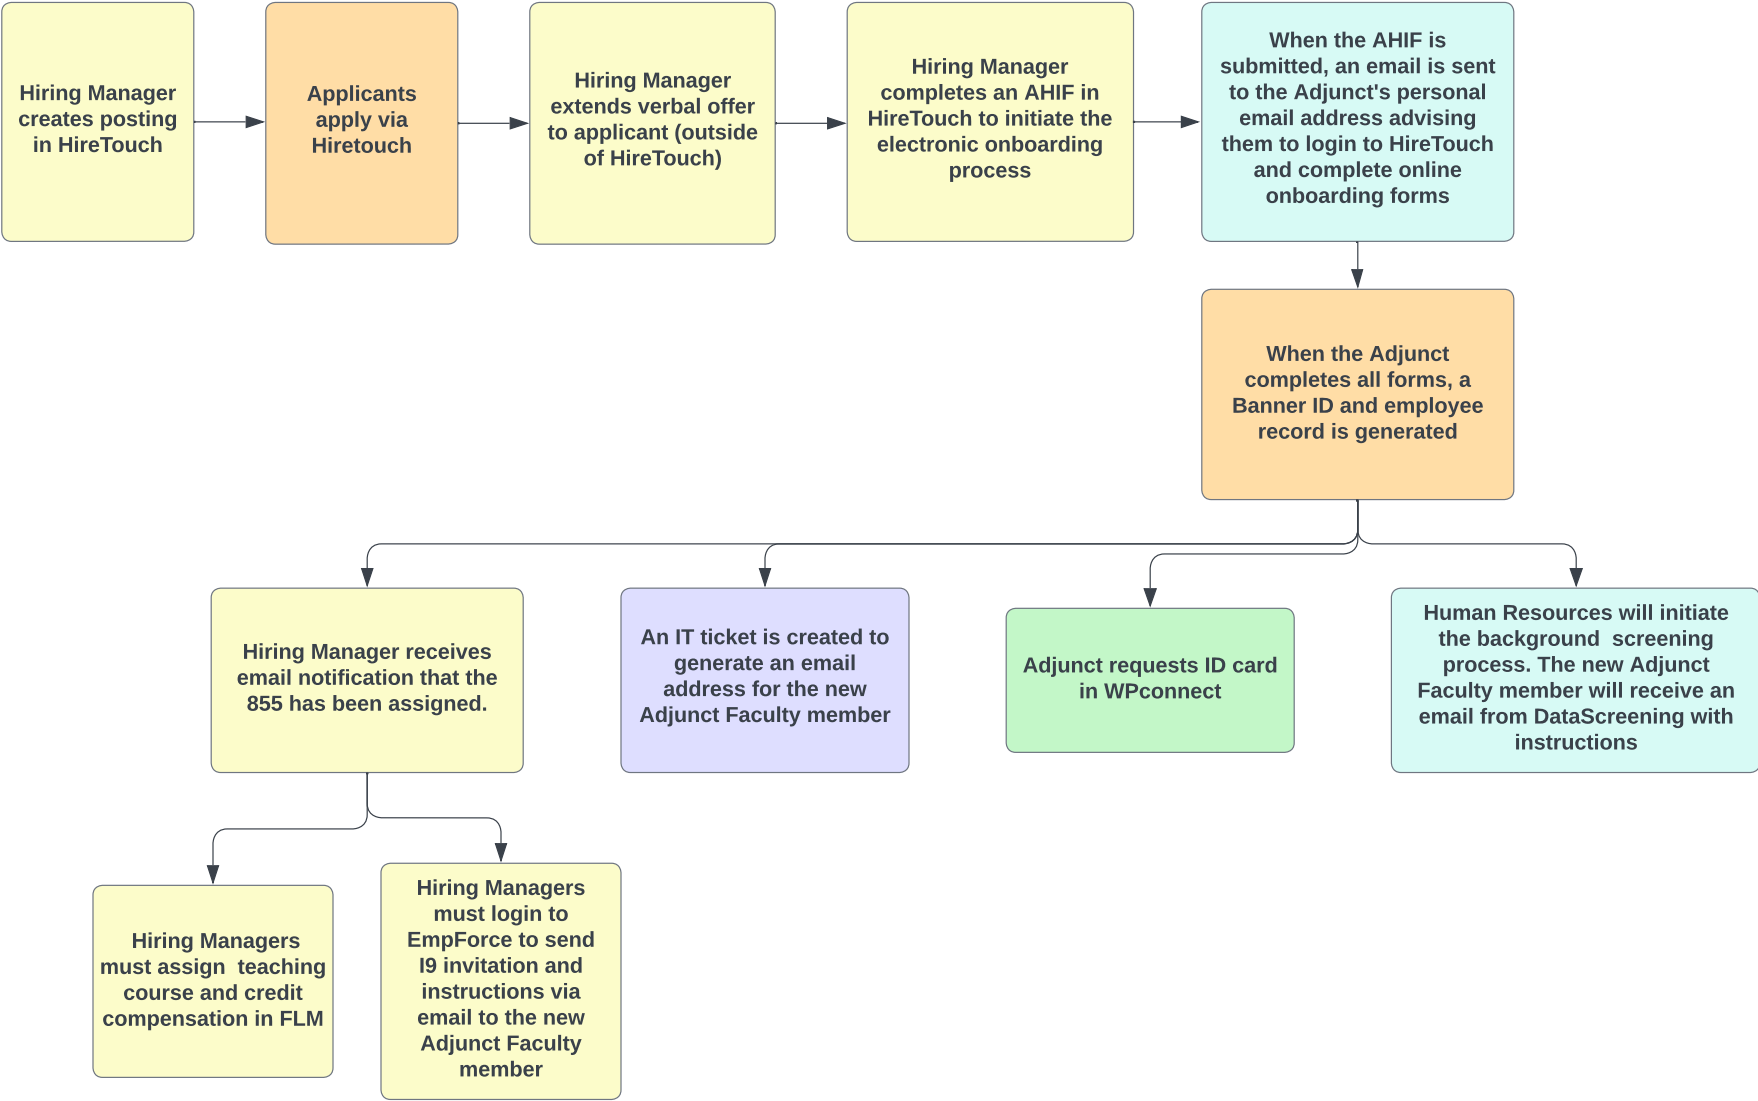 Hiring Manager
creates posting
in HireTouch
Applicants
apply via
Hiretouch
Hiring Manager
extends verbal offer
to applicant (outside
of HireTouch)
Hiring Manager
completes an AHIF in
HireTouch to initiate the
electronic onboarding
process
When the AHIF is
submitted, an email is sent
to the Adjunct's personal
email address advising
them to login to HireTouch
and complete online
onboarding forms
When the Adjunct
completes all forms, a
Banner ID and employee
record is generated
Hiring Manager receives
email notification that the
855 has been assigned.
An IT ticket is created to
generate an email
address for the new
Adjunct Faculty member
Adjunct requests ID card
in WPconnect
Human Resources will initiate
the background  screening
process. The new Adjunct
Faculty member will receive an
email from DataScreening with
instructions
Hiring Managers
must assign  teaching
course and credit
compensation in FLM
Hiring Managers
must login to
EmpForce to send
I9 invitation and
instructions via
email to the new
Adjunct Faculty
member